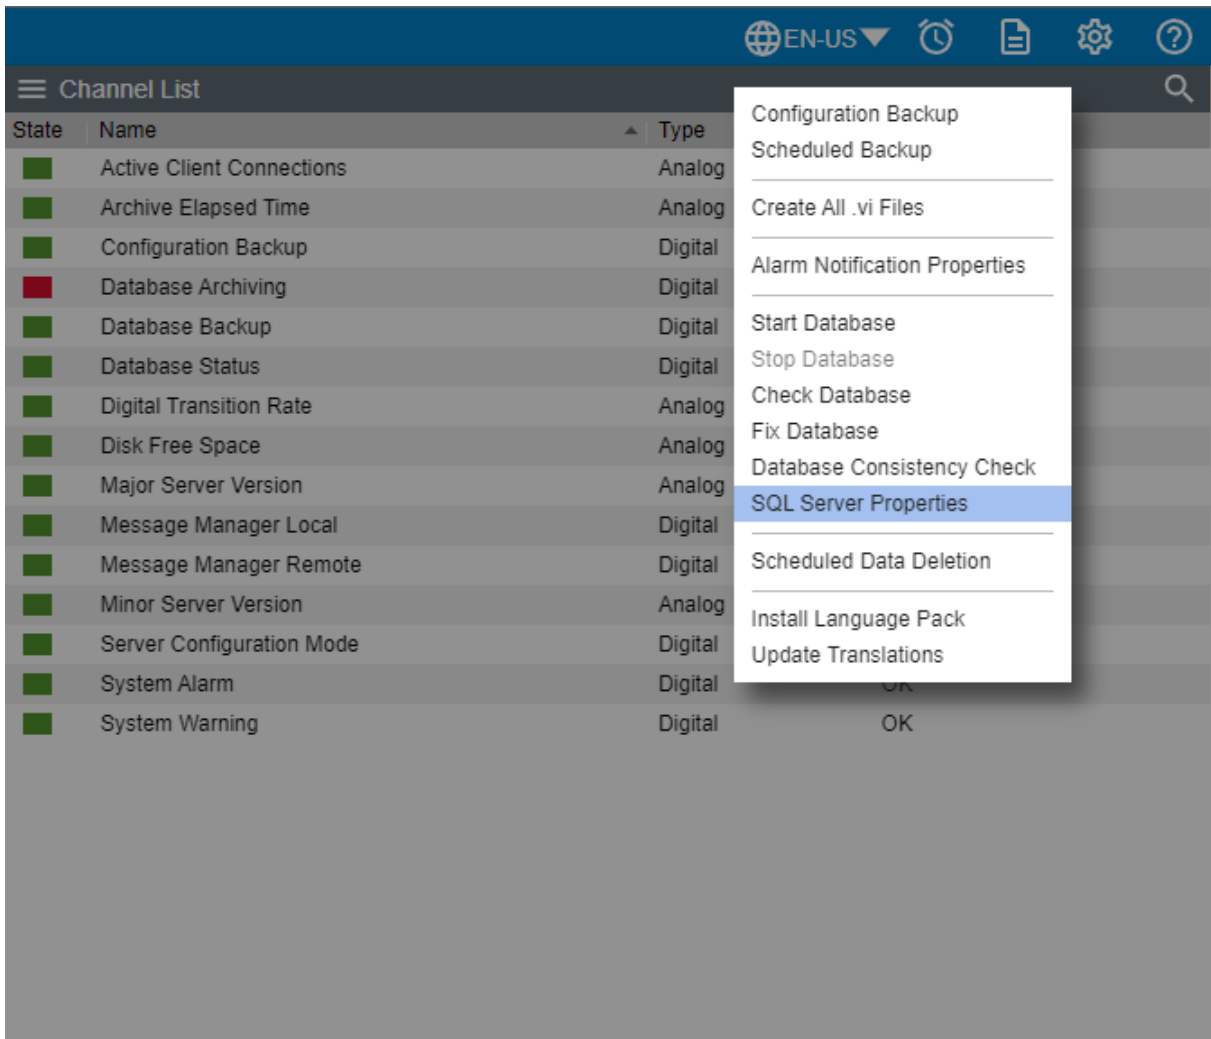 EN-US
Channel List
State Name Type
Active Client Connections Analog
Archive Elapsed Time Analog
Configuration Backup Digital
Database Archiving Digital
Database Backup Digital
Database Status Digital
Digital Transition Rate Analog
Disk Free Space Analog
Major Server Version Analog
Message Manager Local Digital
Message Manager Remote Digital
Minor Server Version Analog
Server Configuration Mode Digital
System Alarm Digital OK
System Warning Digital OK
Configuration Backup
Scheduled Backup
Create All .vi Files
Alarm Notification Properties
Start Database
Stop Database
Check Database
Fix Database
Database Consistency Check
SQL Server Properties
Scheduled Data Deletion
Install Language Pack
Update Translations